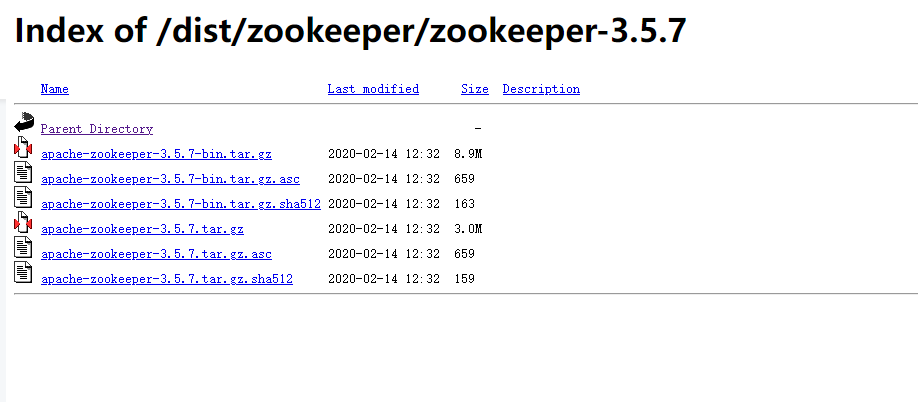 Index of /dist/zookeeper/zookeeper-3.5.7
Name Last modified Size Description
Parent Directory -
apache-zookeeper-3.5.7-bin.tar.gz 2020-02-14 12:32 8.9M
apache-zookeeper-3.5.7-bin.tar.gz.asc 2020-02-14 12:32 659
apache-zookeeper-3.5.7-bin.tar.gz.sha512 2020-02-14 12:32 163
apache-zookeeper-3.5.7.tar.gz 2020-02-14 12:32 3.0M
apache-zookeeper-3.5.7.tar.gz.asc 2020-02-14 12:32 659
apache-zookeeper-3.5.7.tar.gz.sha512 2020-02-14 12:32 159